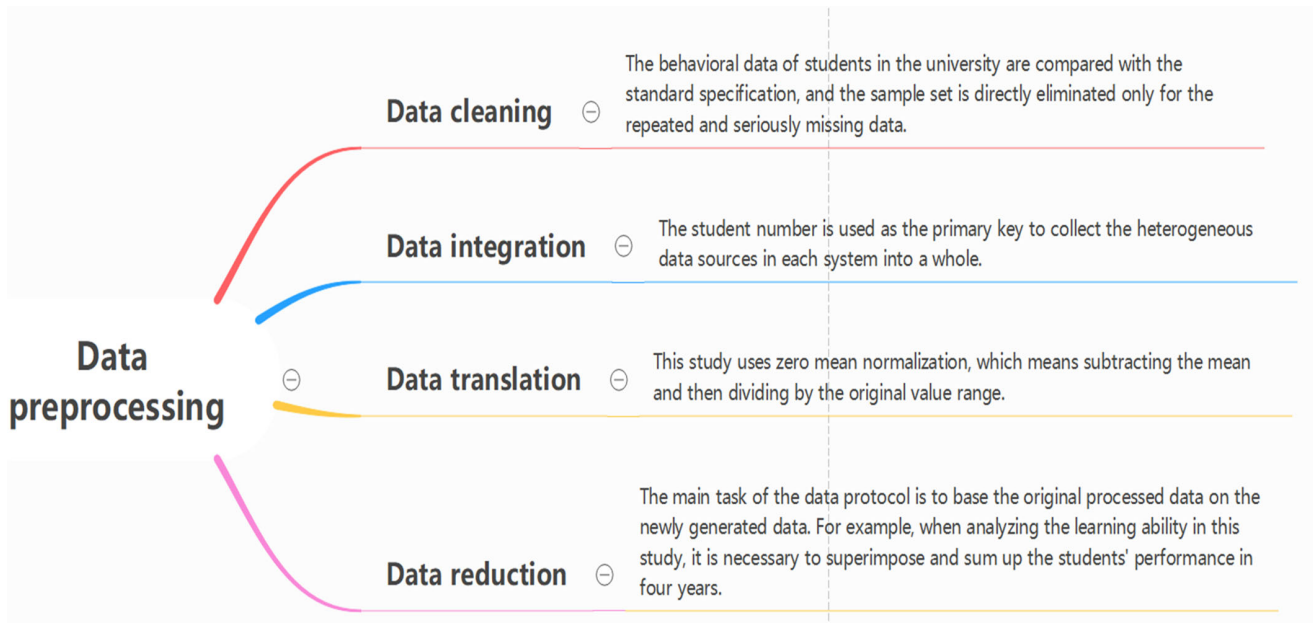 Data preprocessing
Data cleaning
The behavioral data of students in the university are compared with the
standard specification, and the sample set is directly eliminated only for the
repeated and seriously missing data.
Data integration
The student number is used as the primary key to collect the heterogeneous
data sources in each system into a whole.
Data translation
This study uses zero mean normalization, which means subtracting the mean
and then dividing by the original value range.
Data reduction
The main task of the data protocol is to base the original processed data on the
newly generated data. For example, when analyzing the learning ability in this
study, it is necessary to superimpose and sum up the students' performance in
four years.